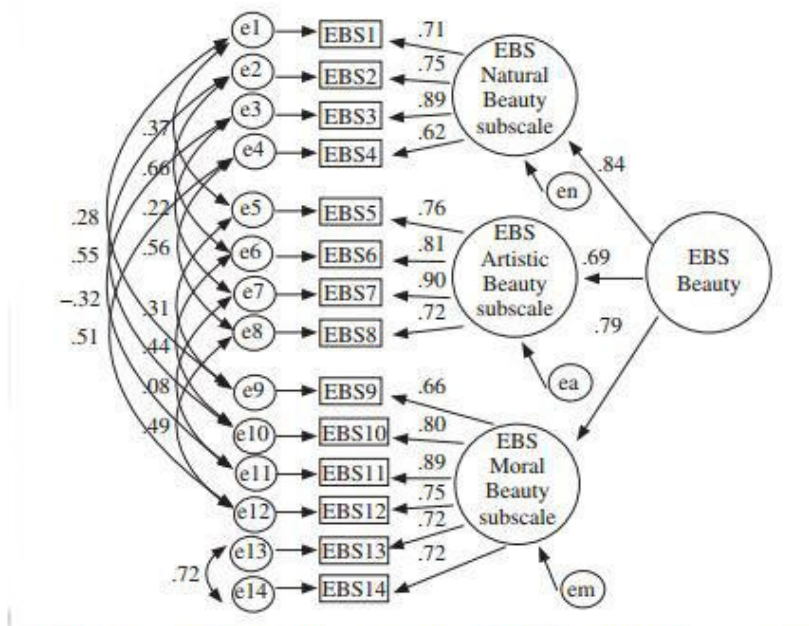 e1 EBS1 .71
e2 EBS2 .75
e3 EBS3 .89
e4 EBS4 .62
EBS
Natural
Beauty
subscale
en
.84
.37
.66
.22
.56
e5 EBS5 .76
e6 EBS6 .81
e7 EBS7 .90
e8 EBS8 .72
EBS
Artistic
Beauty
subscale
ea
.69
EBS
Beauty
.79
.28
.55
–.32
.51
.31
.44
.08
.49
e9 EBS9 .66
e10 EBS10 .80
e11 EBS11 .89
e12 EBS12 .75
e13 EBS13 .72
e14 EBS14 .72
EBS
Moral
Beauty
subscale
em
.72